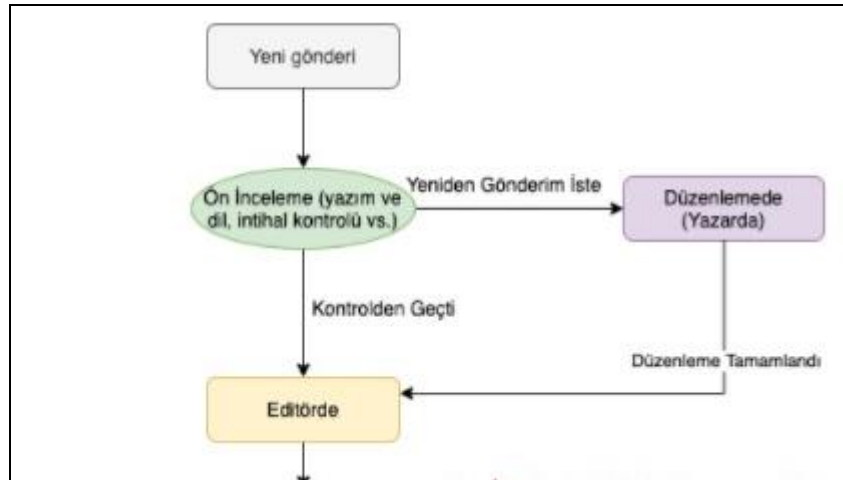 Yeni gönderi
Ön İnceleme (yazım ve
dil, intihal kontrolü vs.)
Yeniden Gönderim İste
Düzenlemede
(Yazarda)
Kontrolden Geçti
Düzenleme Tamamlandı
Editörde